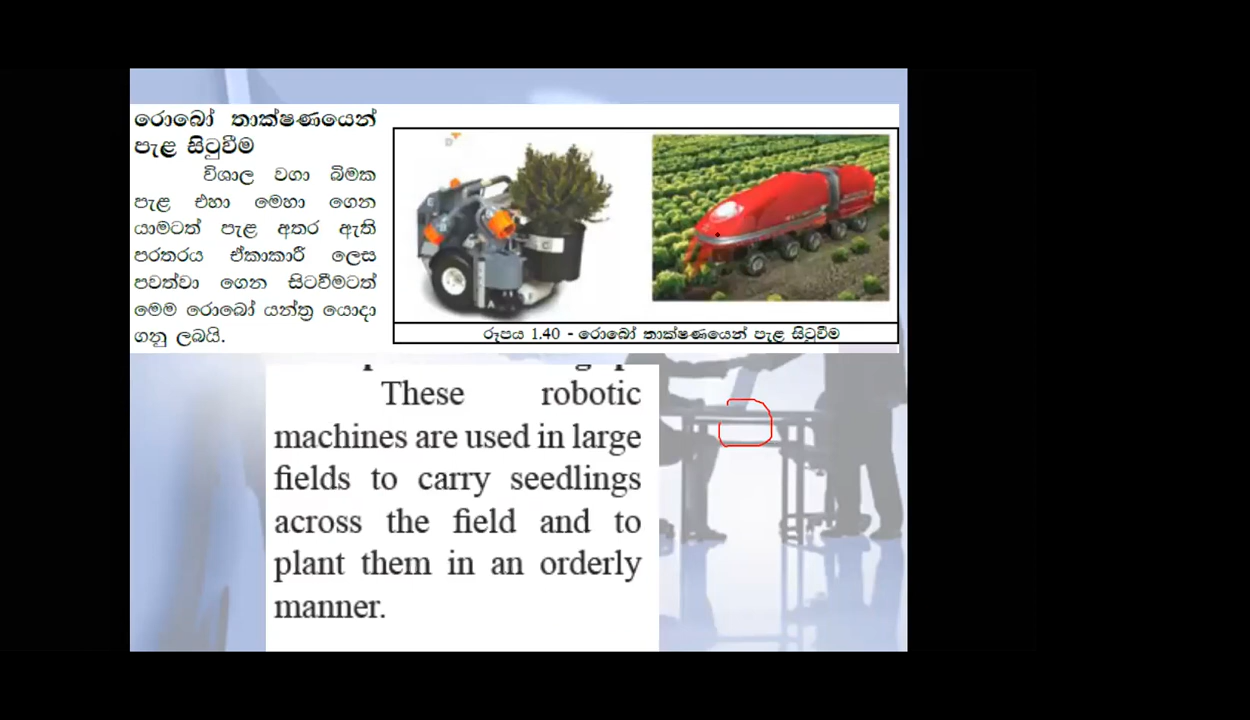 රොබෝ තාක්ෂණයෙන්
පැළ සිටුවීම
විශාල වගා බිමක
පැළ එහා මෙහා ගෙන
යාමටත් පැළ අතර ඇති
පරතරය ඒකාකාරී ලෙස
පවත්වා ගෙන සිටවීමටත්
මෙම රොබෝ යන්ත්‍ර යොදා
ගනු ලබයි.
රූපය 1.40 - රොබෝ තාක්ෂණයෙන් පැළ සිටුවීම
These robotic
machines are used in large
fields to carry seedlings
across the field and to
plant them in an orderly
manner.